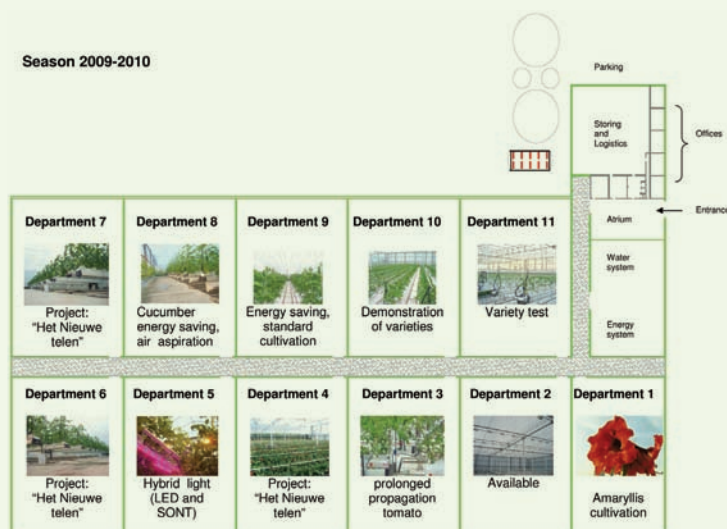 Season 2009-2010
Parking
Storing
and
Logistics
Offices
Entrance
Atrium
Water
system
Energy
system
Department 7
Project:
“Het Nieuwe
telen”
Department 8
Cucumber
energy saving,
air aspiration
Department 9
Energy saving,
standard
cultivation
Department 10
Demonstration
of varieties
Department 11
Variety test
Department 6
Project:
“Het Nieuwe
telen”
Department 5
Hybrid light
(LED and
SONT)
Department 4
Project:
“Het Nieuwe
telen”
Department 3
prolonged
propagation
tomato
Department 2
Available
Department 1
Amaryllis
cultivation